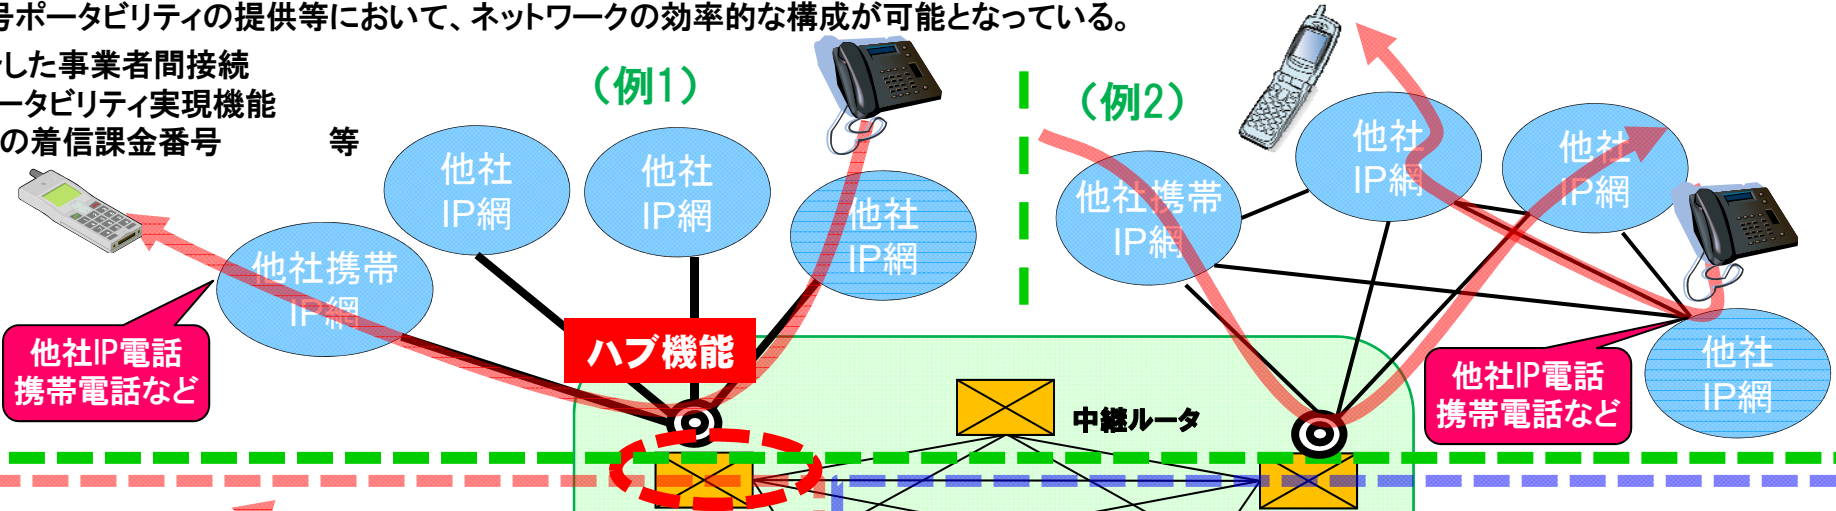 号ポータビリティの提供等において、ネットワークの効率的な構成が可能となっている。
した事業者間接続
ータビリティ実現機能
の着信課金番号　　　等
（例1）
（例2）
他社
IP網
他社
IP網
他社
IP網
他社携帯
IP網
他社IP電話
携帯電話など
ハブ機能
他社携帯
IP網
他社
IP網
他社
IP網
他社
IP網
他社IP電話
携帯電話など
中継ルータ